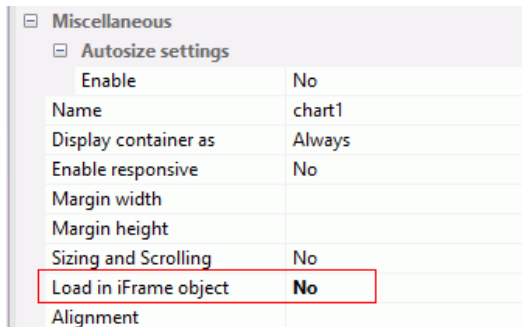 Miscellaneous
Autosize settings
Enable No
Name chart1
Display container as Always
Enable responsive No
Margin width
Margin height
Sizing and Scrolling No
Load in iFrame object No
Alignment